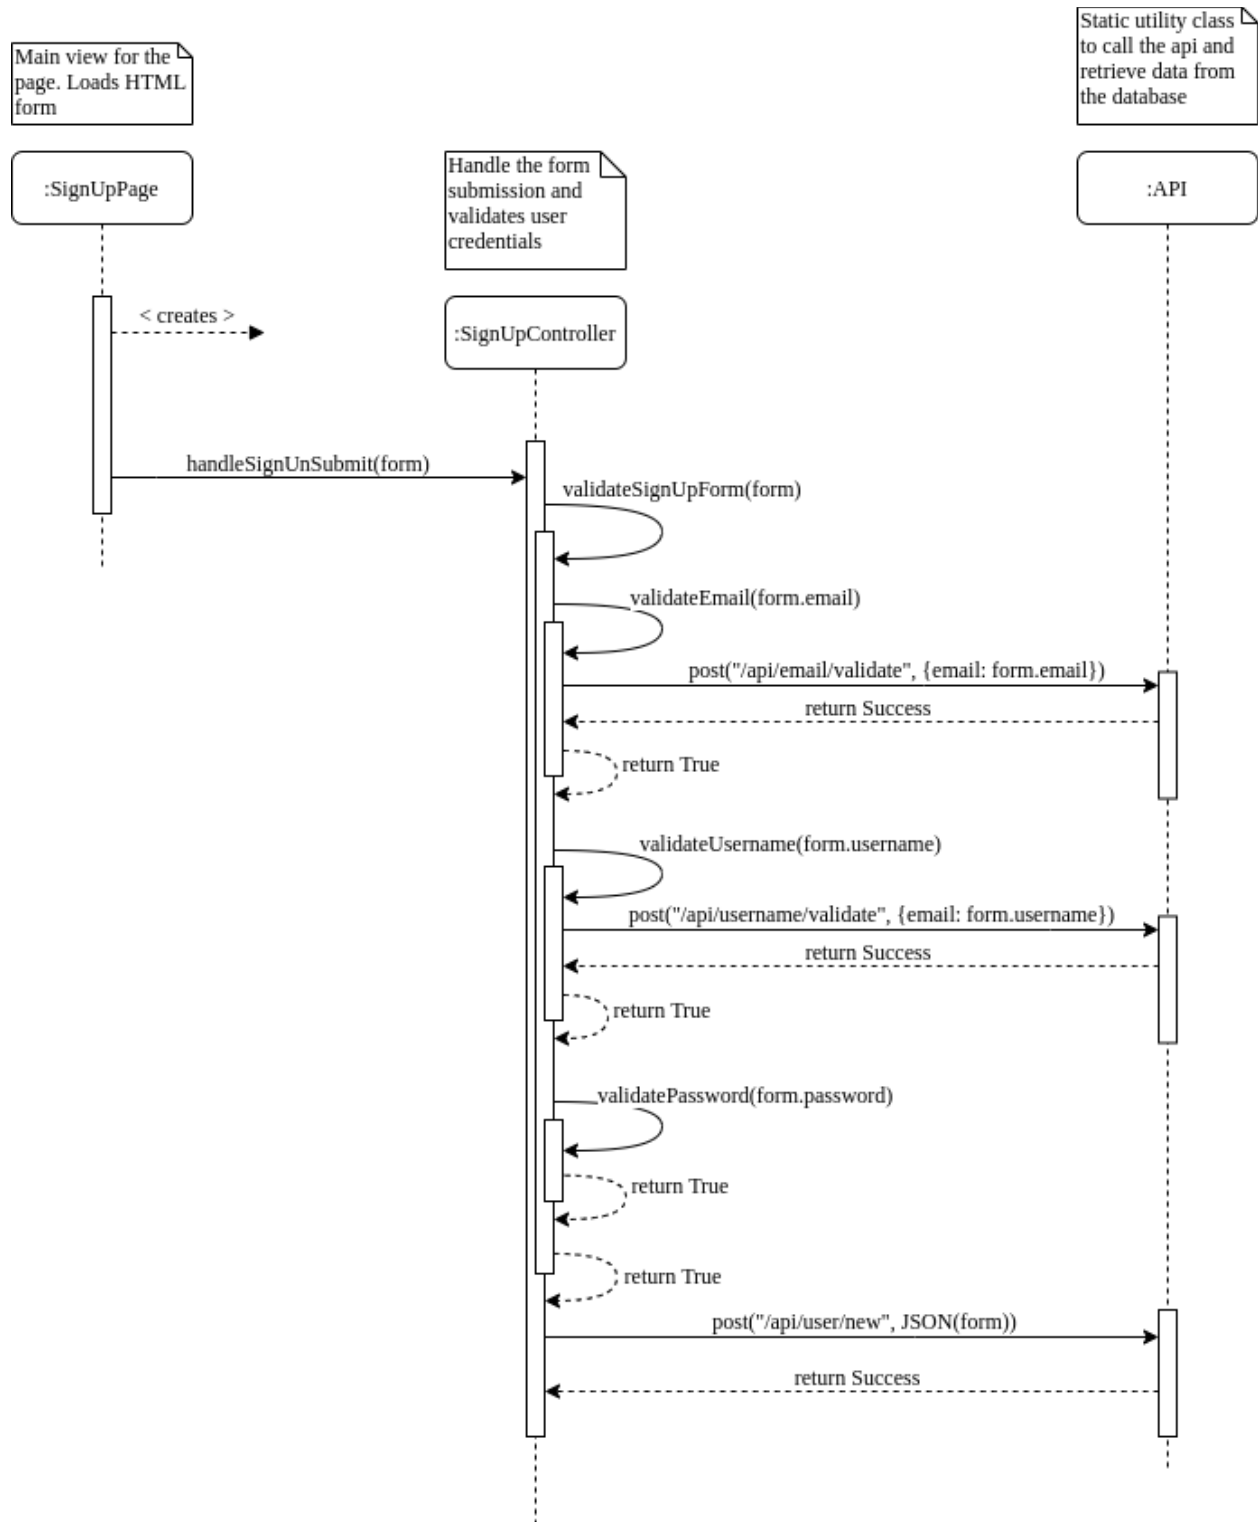 Main view for the
page. Loads HTML
form
Static utility class
to call the api and
retrieve data from
the database
:SignUpPage
Handle the form
submission and
validates user
credentials
:API
< creates >
:SignUpController
handleSignUnSubmit(form)
validateSignUpForm(form)
validateEmail(form.email)
post("/api/email/validate", {email: form.email})
return Success
return True
validateUsername(form.username)
post("/api/username/validate", {email: form.username})
return Success
return True
validatePassword(form.password)
return True
return True
post("/api/user/new", JSON(form))
return Success